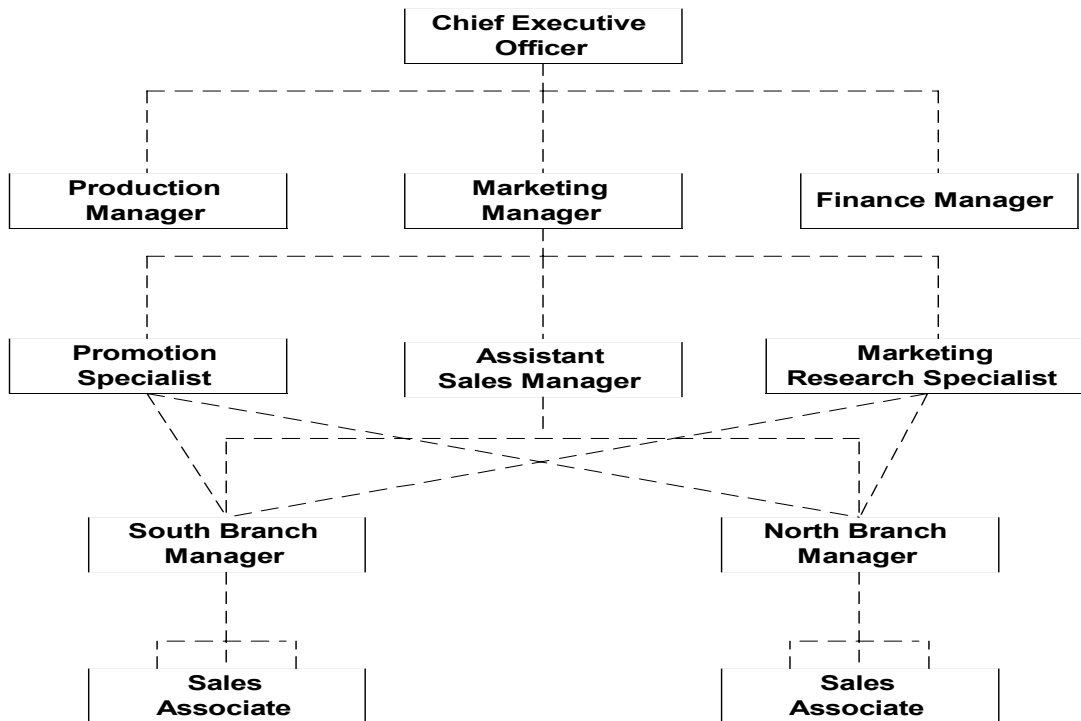 Chief Executive
Officer
Production
Manager
Marketing
Manager
Finance Manager
Promotion
Specialist
Assistant
Sales Manager
Marketing
Research Specialist
South Branch
Manager
North Branch
Manager
Sales
Associate
Sales
Associate